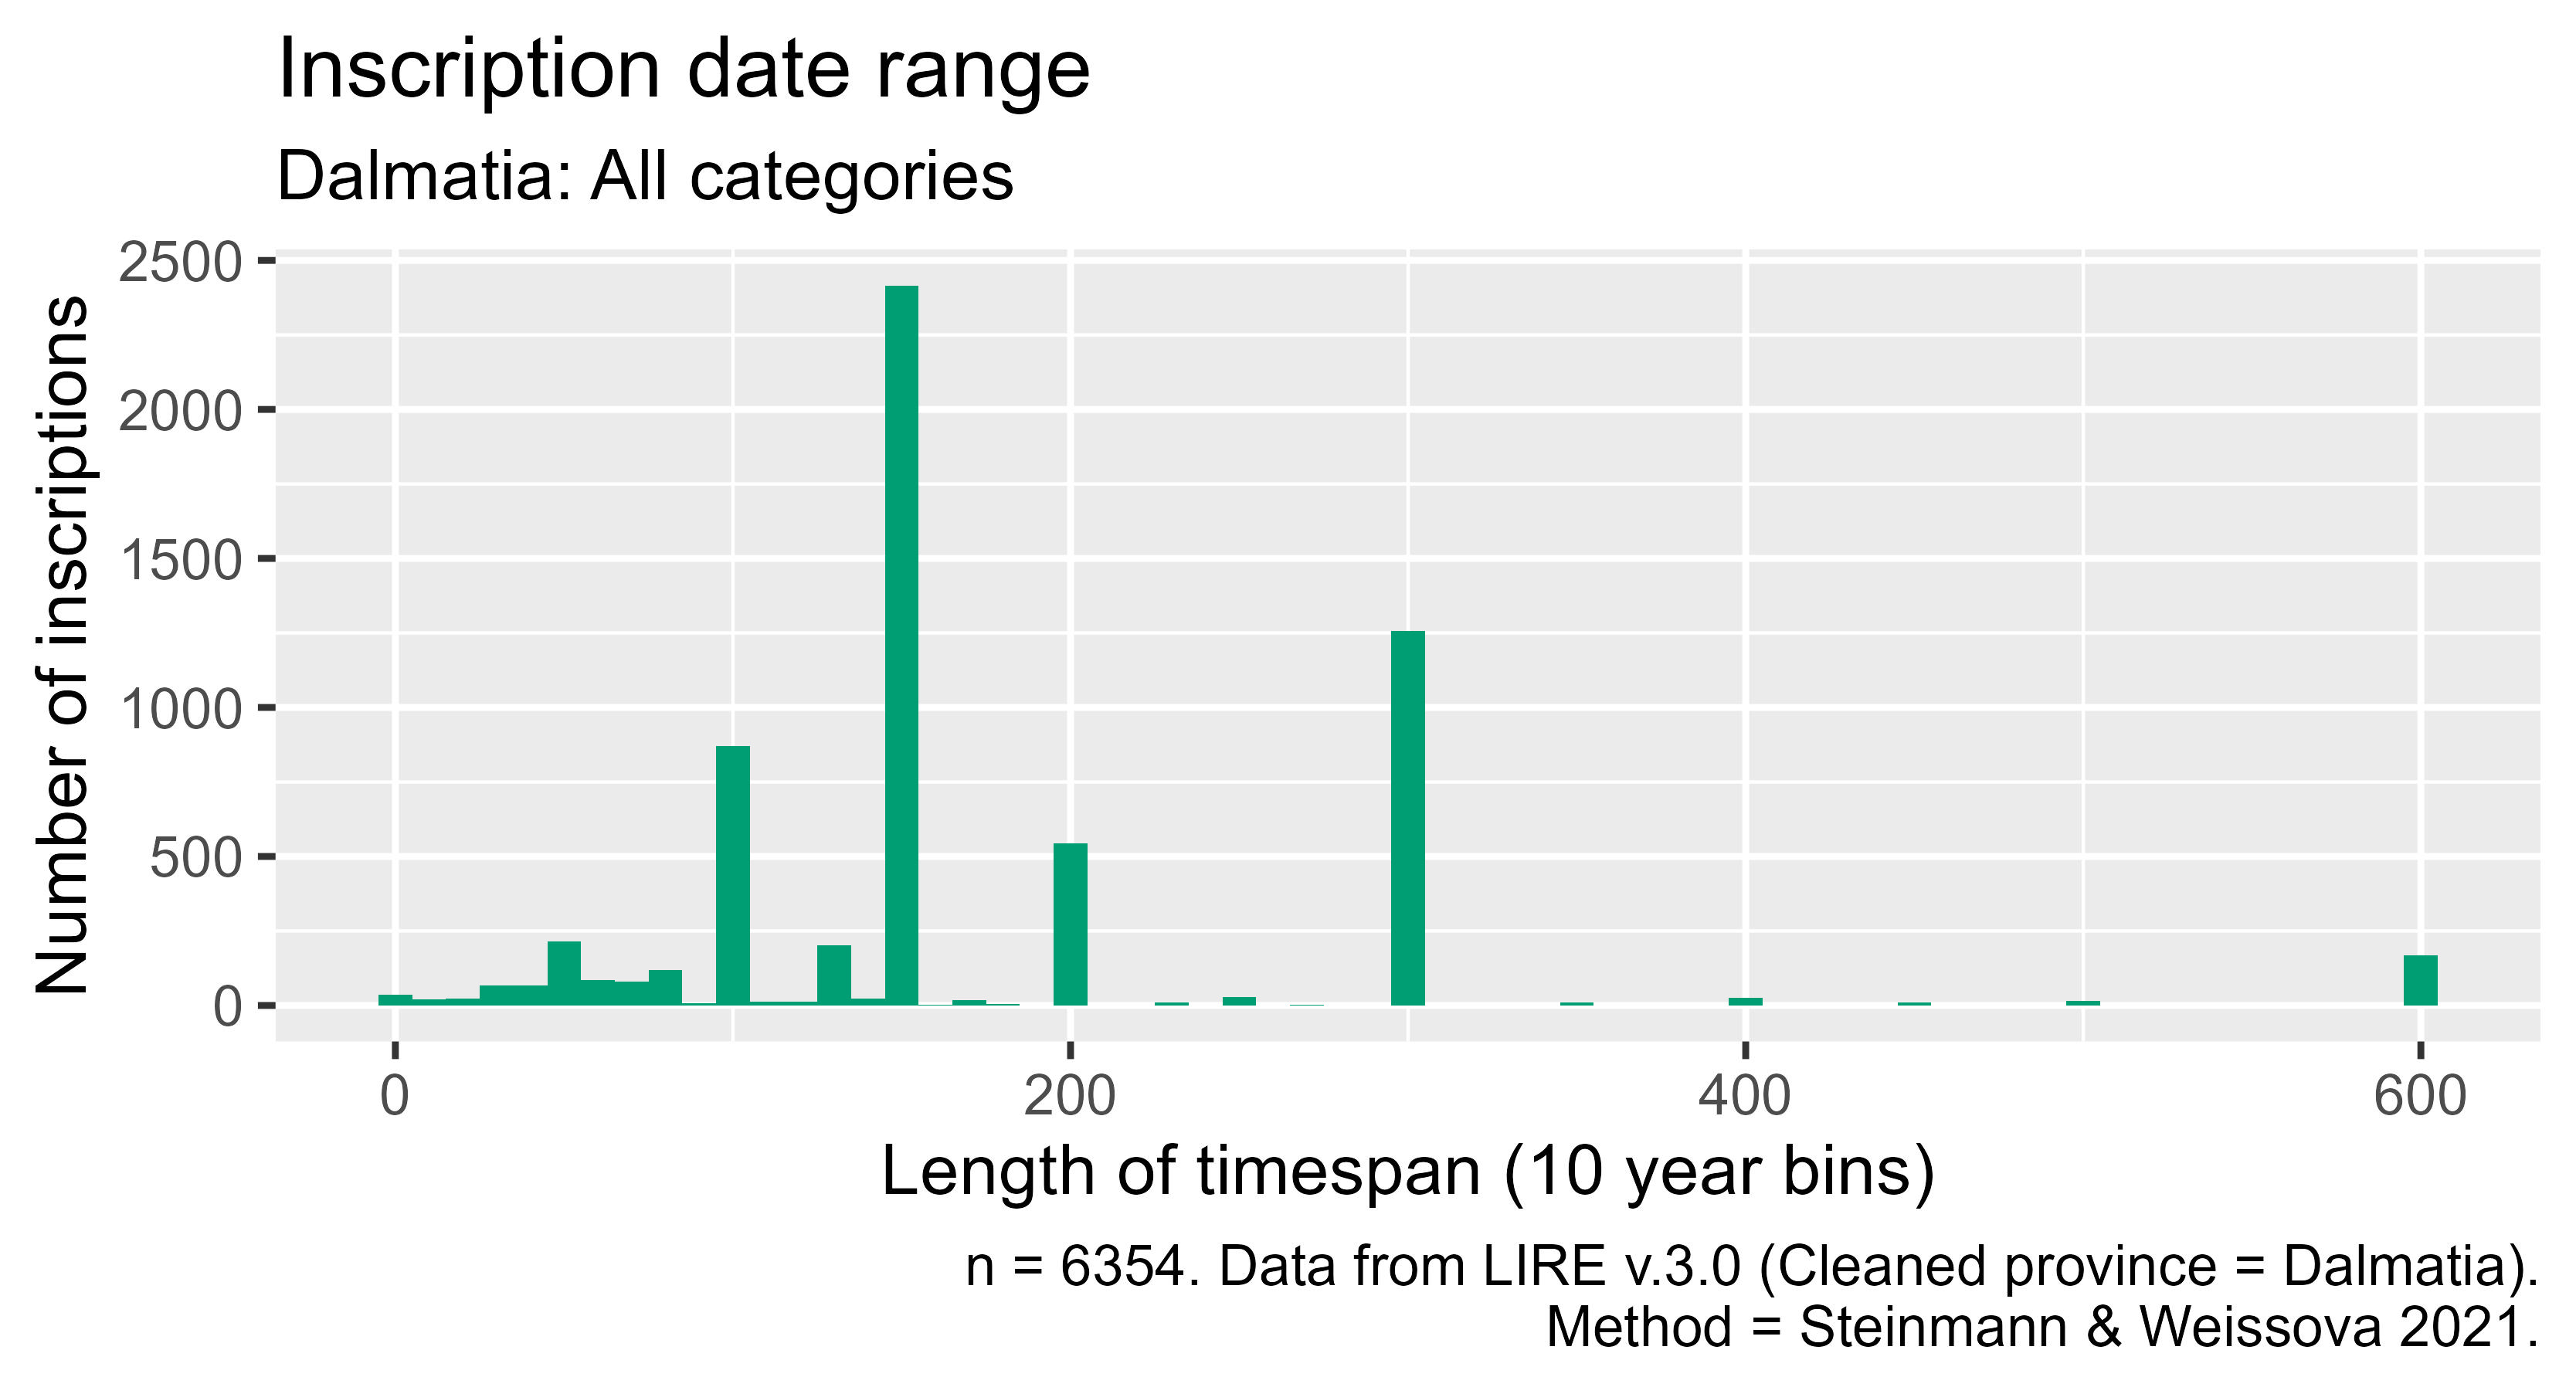 Inscription date range
Dalmatia: All categories
Number of inscriptions
2500
2000
1500
1000
500
0
0 200 400 600
Length of timespan (10 year bins)
n = 6354. Data from LIRE v.3.0 (Cleaned province = Dalmatia).
Method = Steinmann & Weissova 2021.